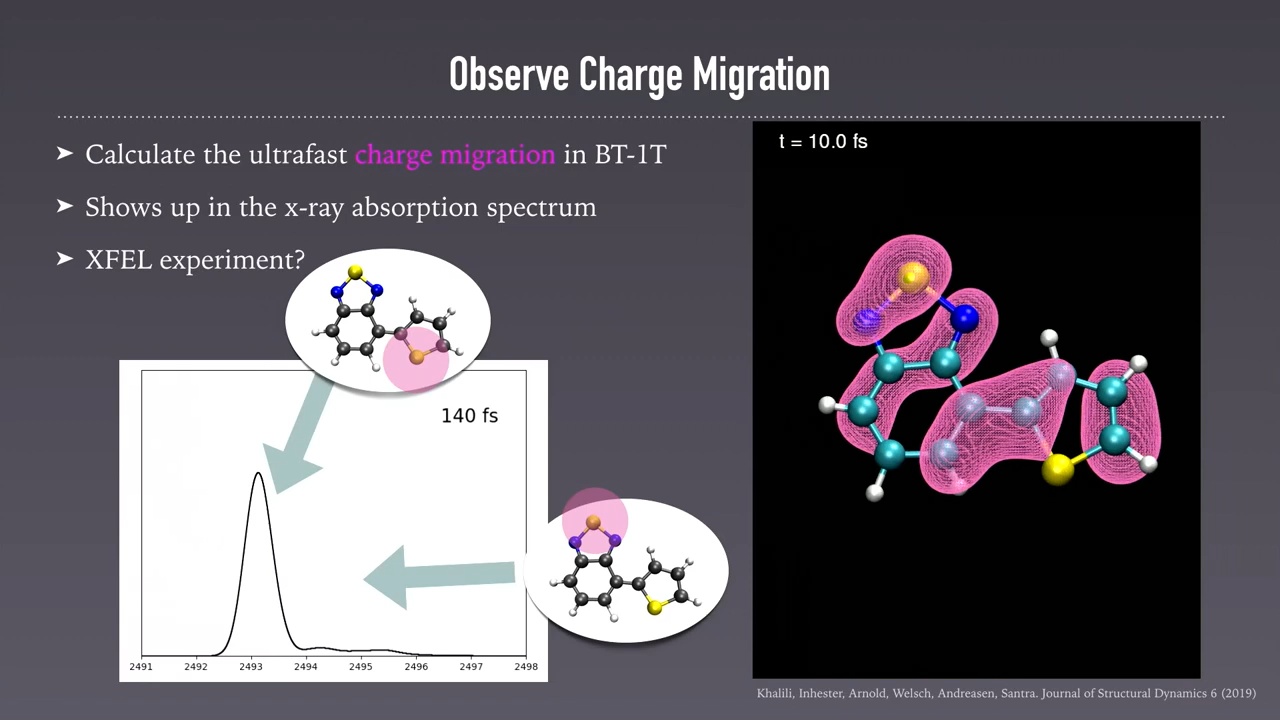 Observe Charge Migration
➤ Calculate the ultrafast charge migration in BT-1T
➤ Shows up in the x-ray absorption spectrum
➤ XFEL experiment?
t = 10.0 fs
140 fs
2491 2492 2493 2494 2495 2496 2497 2498
Khalili, Inhester, Arnold, Welsch, Andreasen, Santra. Journal of Structural Dynamics 6 (2019)